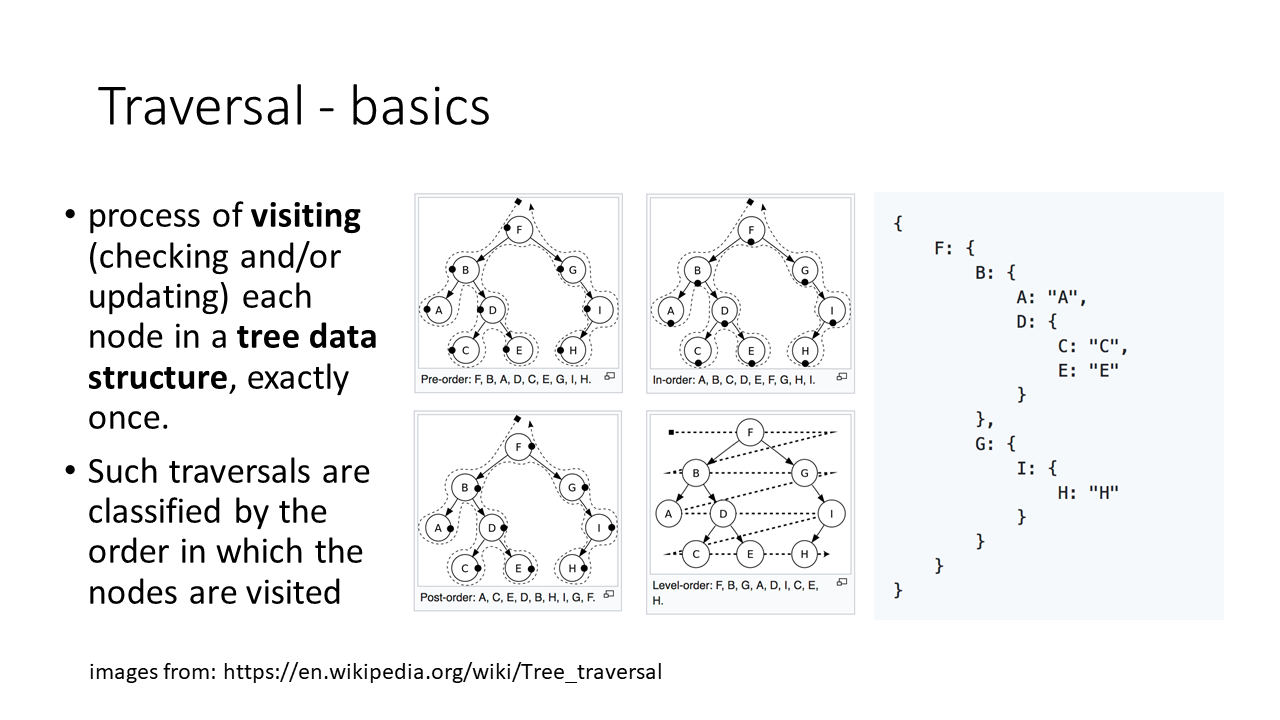 Traversal - basics
• process of visiting
(checking and/or
updating) each
node in a tree data
structure, exactly
once.
• Such traversals are
classified by the
order in which the
nodes are visited
F
B
G
A
D
I
C
E
H
Pre-order: F, B, A, D, C, E, G, I, H.
F
B
G
A
D
I
C
E
H
In-order: A, B, C, D, E, F, G, H, I.
F
B
G
A
D
I
C
E
H
Post-order: A, C, E, D, B, H, I, G, F.
F
B
G
A
D
I
C
E
H
Level-order: F, B, G, A, D, I, C, E,
H.
{
    F: {
        B: {
            A: "A",
            D: {
                C: "C",
                E: "E"
            }
        },
        G: {
            I: {
                H: "H"
            }
        }
    }
}
images from: https://en.wikipedia.org/wiki/Tree_traversal